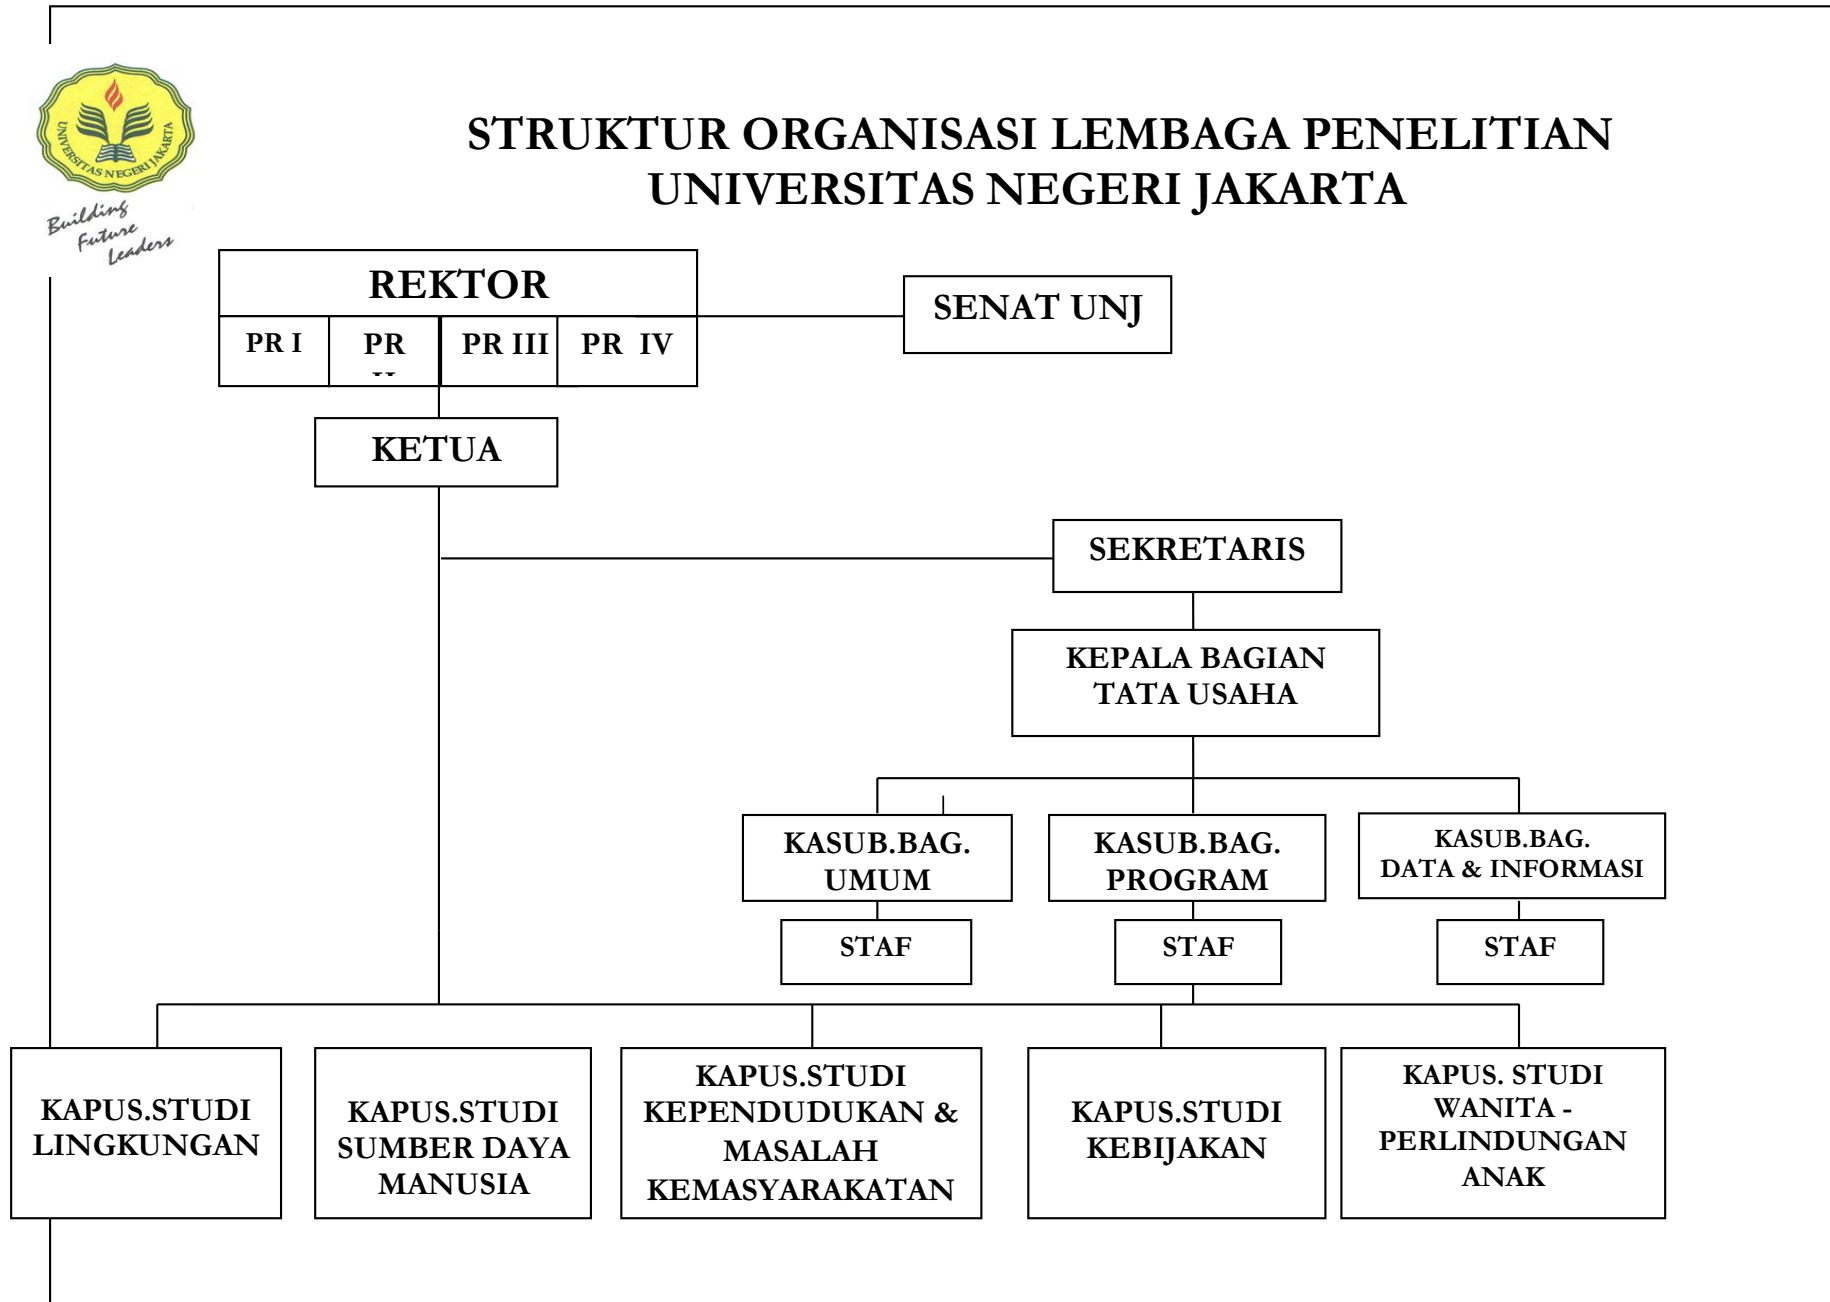 UNIVERSITAS NEGERI JAKARTA
Building
Future
Leaders
STRUKTUR ORGANISASI LEMBAGA PENELITIAN
UNIVERSITAS NEGERI JAKARTA
REKTOR
SENAT UNJ
PR I
PR
PR III
PR IV
KETUA
SEKRETARIS
KEPALA BAGIAN
TATA USAHA
KASUB.BAG.
UMUM
KASUB.BAG.
PROGRAM
KASUB.BAG.
DATA & INFORMASI
STAF
STAF
STAF
KAPUS.STUDI
LINGKUNGAN
KAPUS.STUDI
SUMBER DAYA
MANUSIA
KAPUS.STUDI
KEPENDUDUKAN &
MASALAH
KEMASYARAKATAN
KAPUS.STUDI
KEBIJAKAN
KAPUS. STUDI
WANITA -
PERLINDUNGAN
ANAK